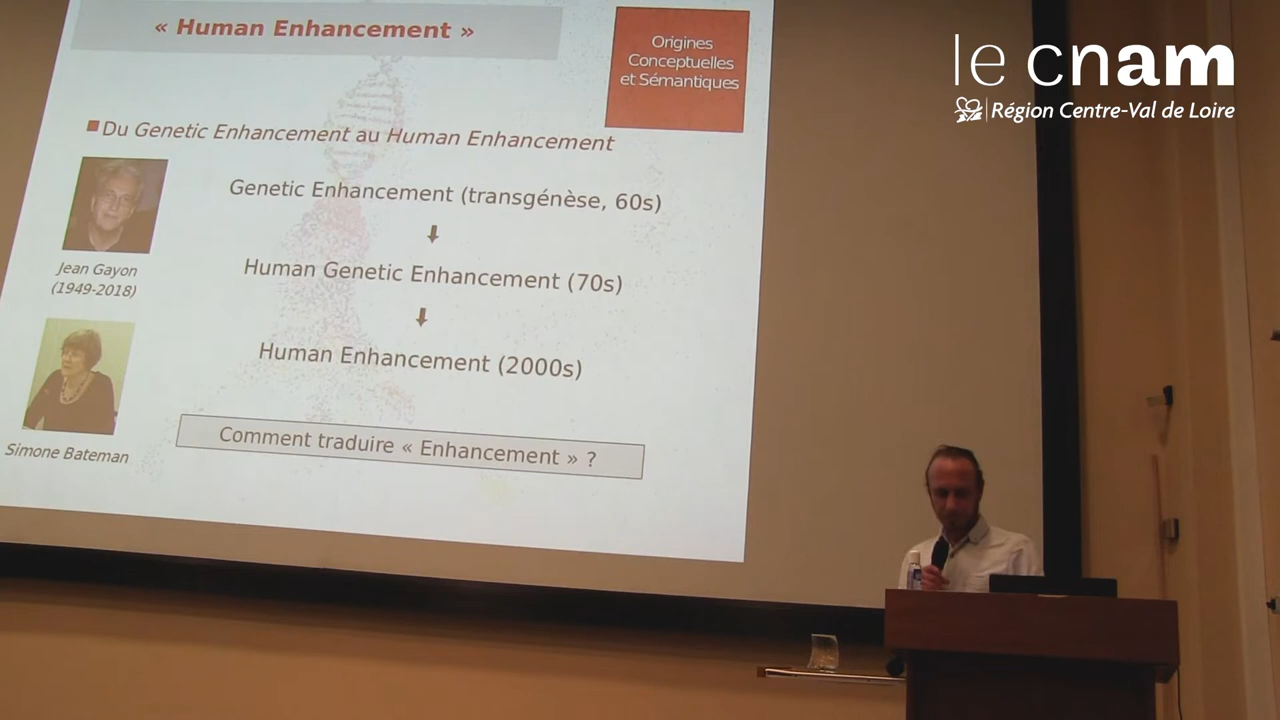 « Human Enhancement »
Origines
Conceptuelles
et Sémantiques
Du Genetic Enhancement au Human Enhancement
Genetic Enhancement (transgénèse, 60s)
Jean Gayon
(1949-2018)
Human Genetic Enhancement (70s)
Human Enhancement (2000s)
Simone Bateman
Comment traduire « Enhancement » ?
le cnam
Région Centre-Val de Loire